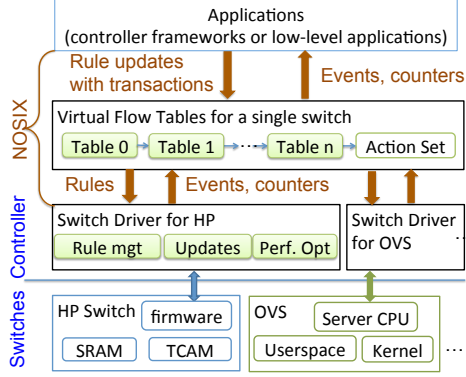 Applications
(controller frameworks or low-level applications)
Rule updates
with transactions
Events, counters
NOSIX
Virtual Flow Tables for a single switch
Table 0
Table 1
...
Table n
Action Set
Rules
Events, counters
Controller
Switch Driver for HP
Rule mgt
Updates
Perf. Opt
Switch Driver
for OVS
..
Switches
HP Switch
firmware
SRAM
TCAM
OVS
Server CPU
Userspace
Kernel
...